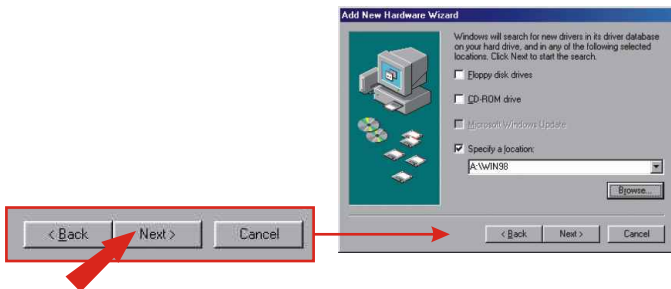 Add New Hardware Wizard
Windows will search for new drivers in its driver database
on your hard drive, and in any of the following selected
locations. Click Next to start the search.
Floppy disk drives
CD-ROM drive
Microsoft Windows Update
Specify a location:
A:\WIN98
Browse...
< Back
Next >
Cancel
< Back
Next >
Cancel